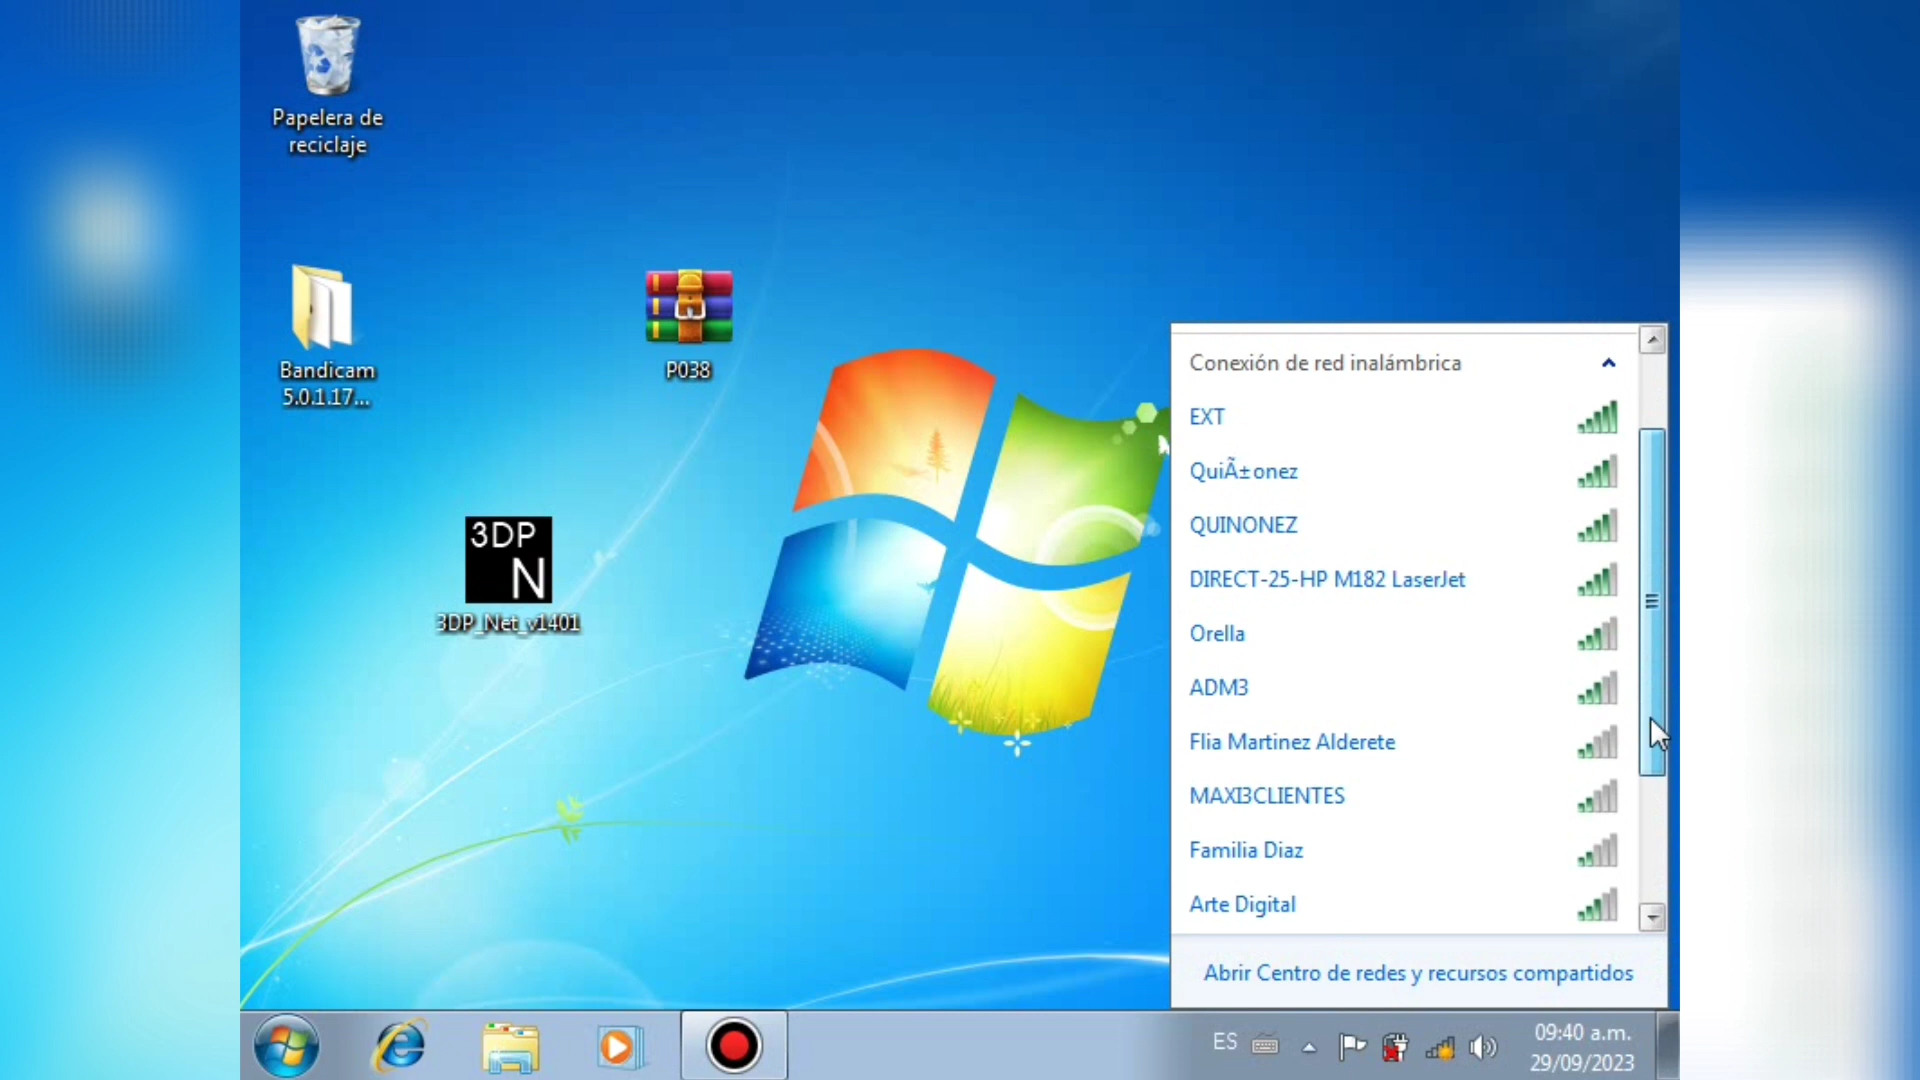 Papelera de
reciclaje
Bandicam
5.0.1.17...
P038
3DP
N
3DP_Net_v1401
Conexión de red inalámbrica
EXT
QuiÃ±onez
QUINONEZ
DIRECT-25-HP M182 LaserJet
Orella
ADM3
Flia Martinez Alderete
MAXI3CLIENTES
Familia Diaz
Arte Digital
Abrir Centro de redes y recursos compartidos
ES
09:40 a.m.
29/09/2023